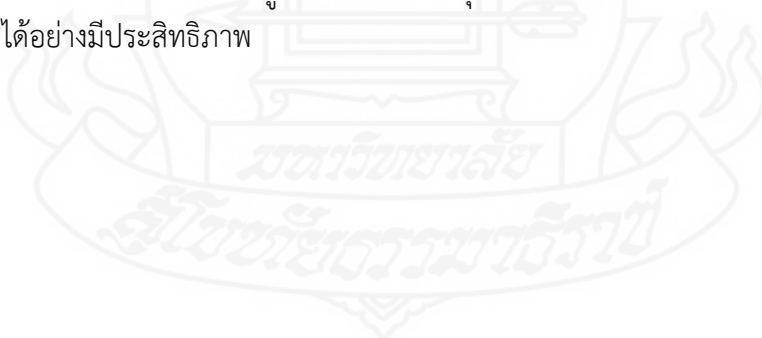 ได้อย่างมีประสิทธิภาพ
มหาวิทยาลัย
สุโขทัยธรรมาธิราช